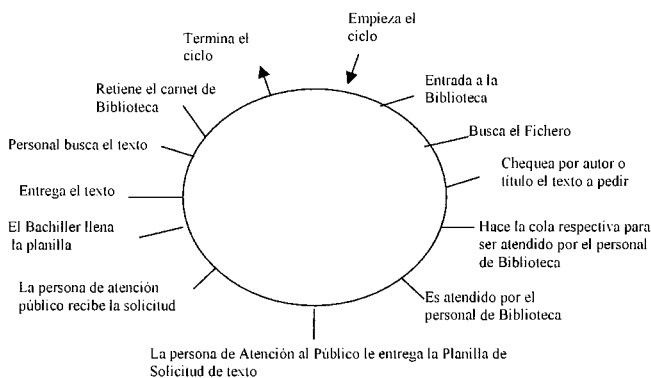 Empieza el
ciclo
Entrada a la
Biblioteca
Busca el Fichero
Chequea por autor o
título el texto a pedir
Hace la cola respectiva para
ser atendido por el personal
de Biblioteca
Es atendido por el
personal de Biblioteca
La persona de Atención al Público le entrega la Planilla de
Solicitud de texto
La persona de atención
público recibe la solicitud
El Bachiller llena
la planilla
Entrega el texto
Personal busca el texto
Retiene el carnet de
Biblioteca
Termina el
ciclo